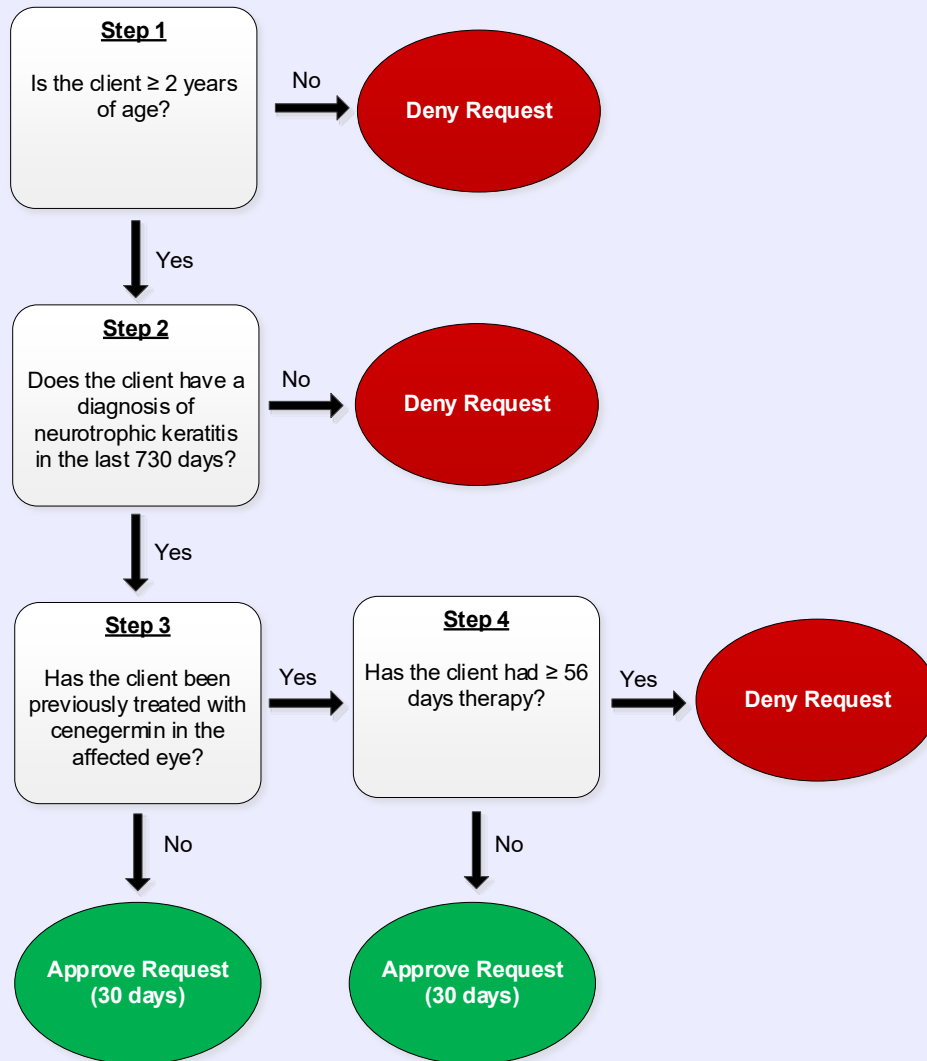 Step 1
Is the client ≥ 2 years
of age?
No
Deny Request
Yes
Step 2
Does the client have a
diagnosis of
neurotrophic keratitis
in the last 730 days?
No
Deny Request
Yes
Step 3
Has the client been
previously treated with
cenegermin in the
affected eye?
Yes
Step 4
Has the client had ≥ 56
days therapy?
Yes
Deny Request
No
No
Approve Request
(30 days)
Approve Request
(30 days)